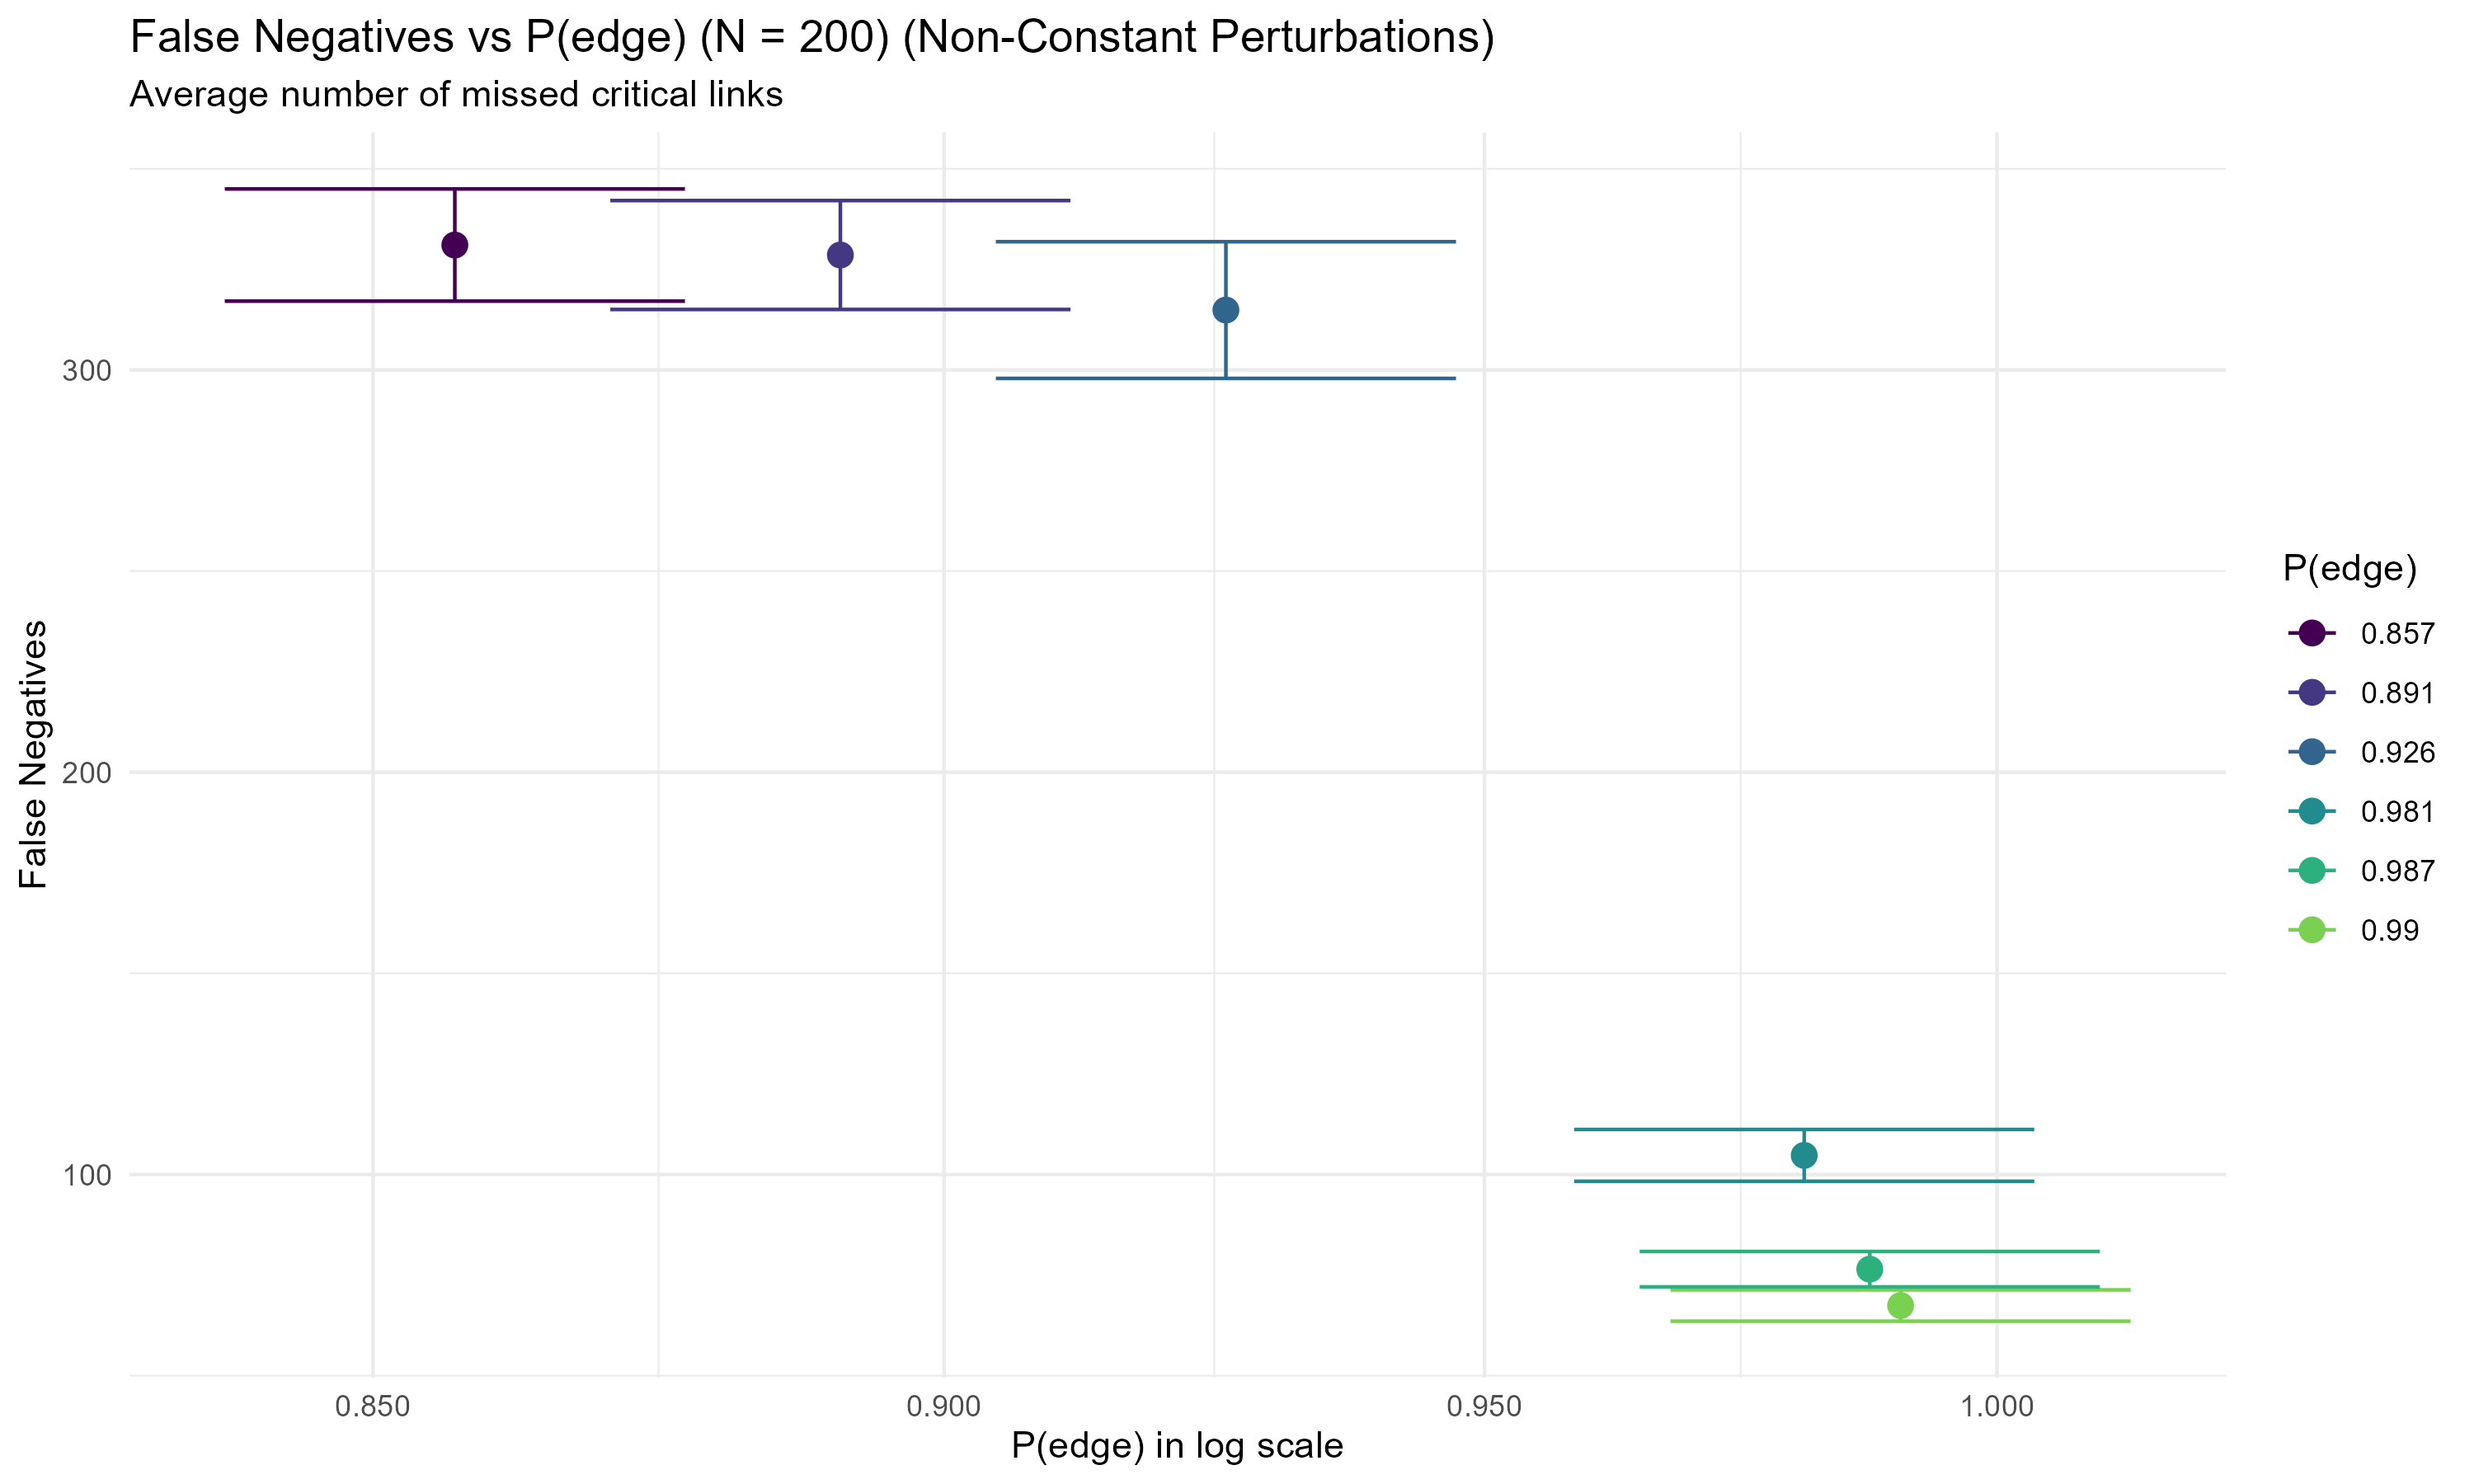 False Negatives vs P(edge) (N = 200) (Non-Constant Perturbations)
Average number of missed critical links
False Negatives
300
200
100
0.850
0.900
0.950
1.000
P(edge) in log scale
P(edge)
0.857
0.891
0.926
0.981
0.987
0.99